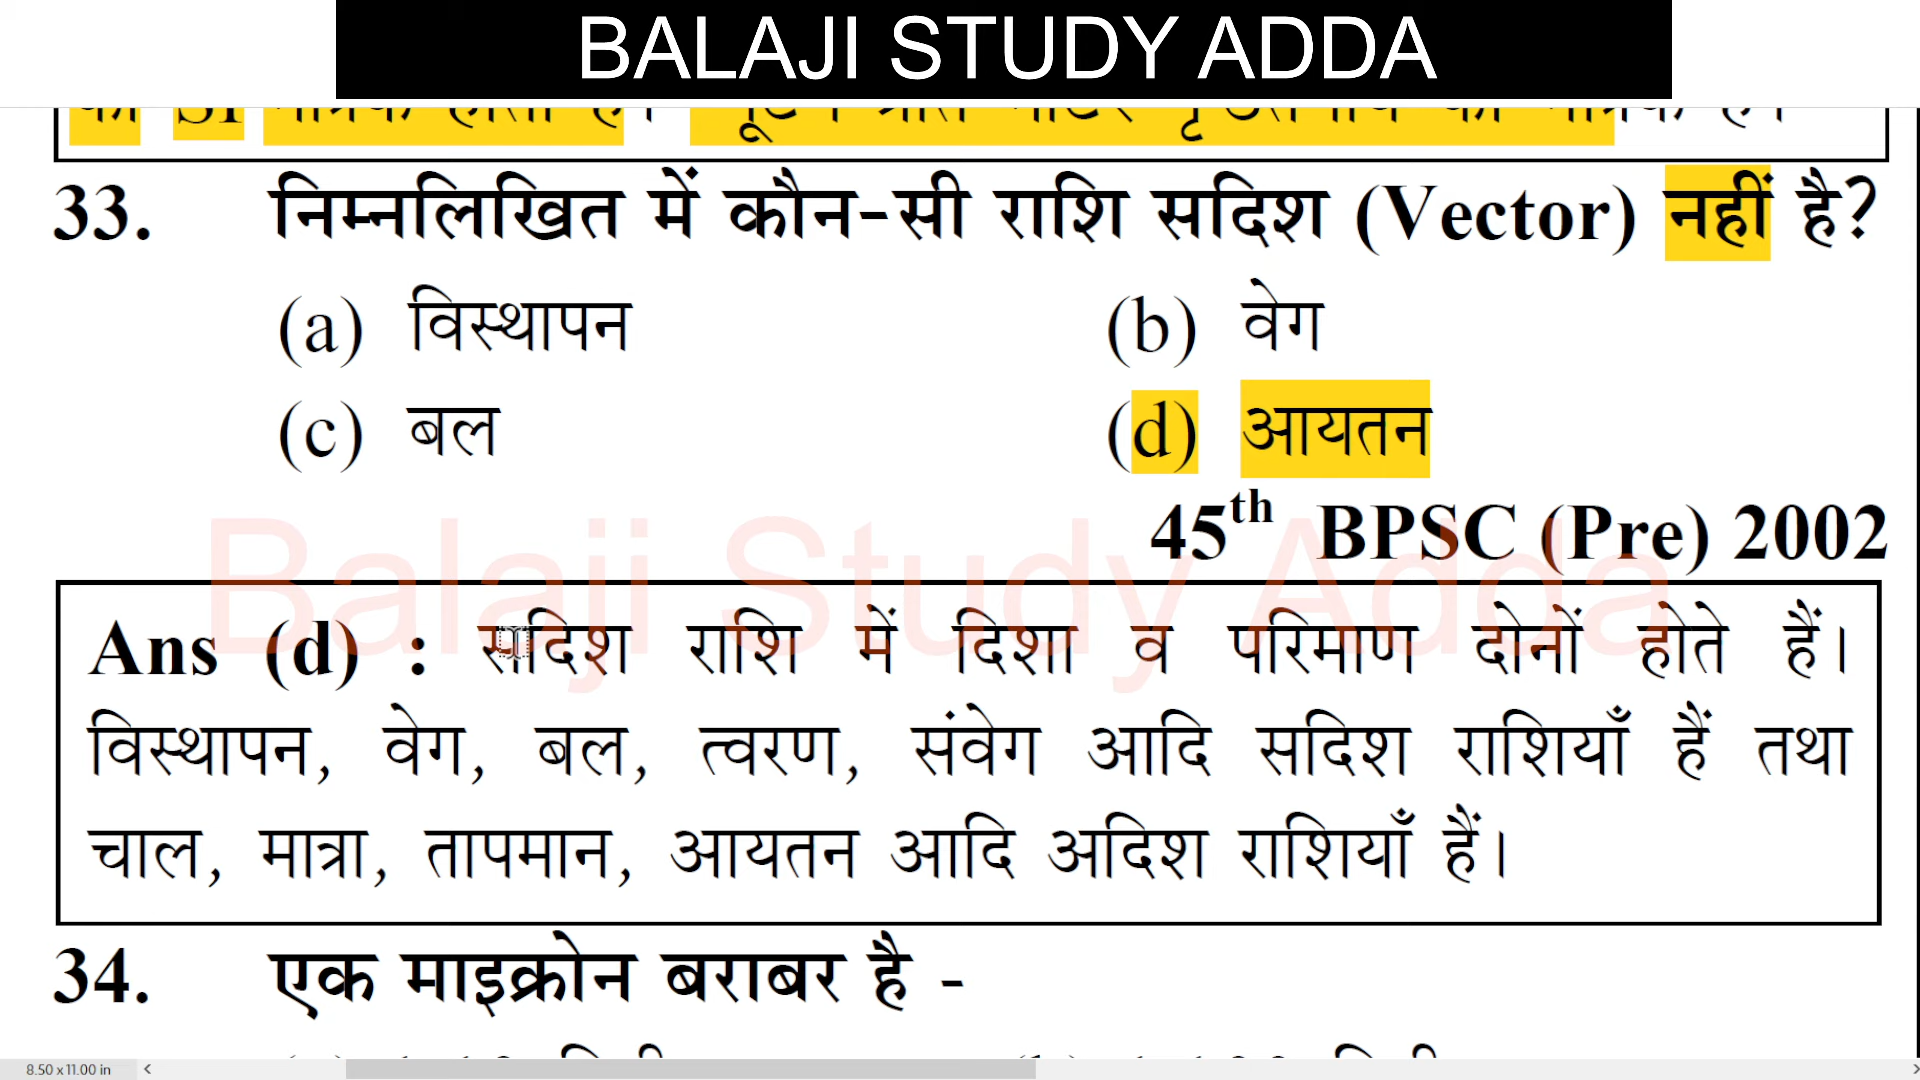 BALAJI STUDY ADDA
33. निम्नलिखित में कौन-सी राशि सदिश (Vector) नहीं है?
(a) विस्थापन (b) वेग
(c) बल (d) आयतन
45th BPSC (Pre) 2002
Balaji Study Adda
Ans (d) : सदिश राशि में दिशा व परिमाण दोनों होते हैं।
विस्थापन, वेग, बल, त्वरण, संवेग आदि सदिश राशियाँ हैं तथा
चाल, मात्रा, तापमान, आयतन आदि अदिश राशियाँ हैं।
34. एक माइक्रोन बराबर है -
8.50 x 11.00 in